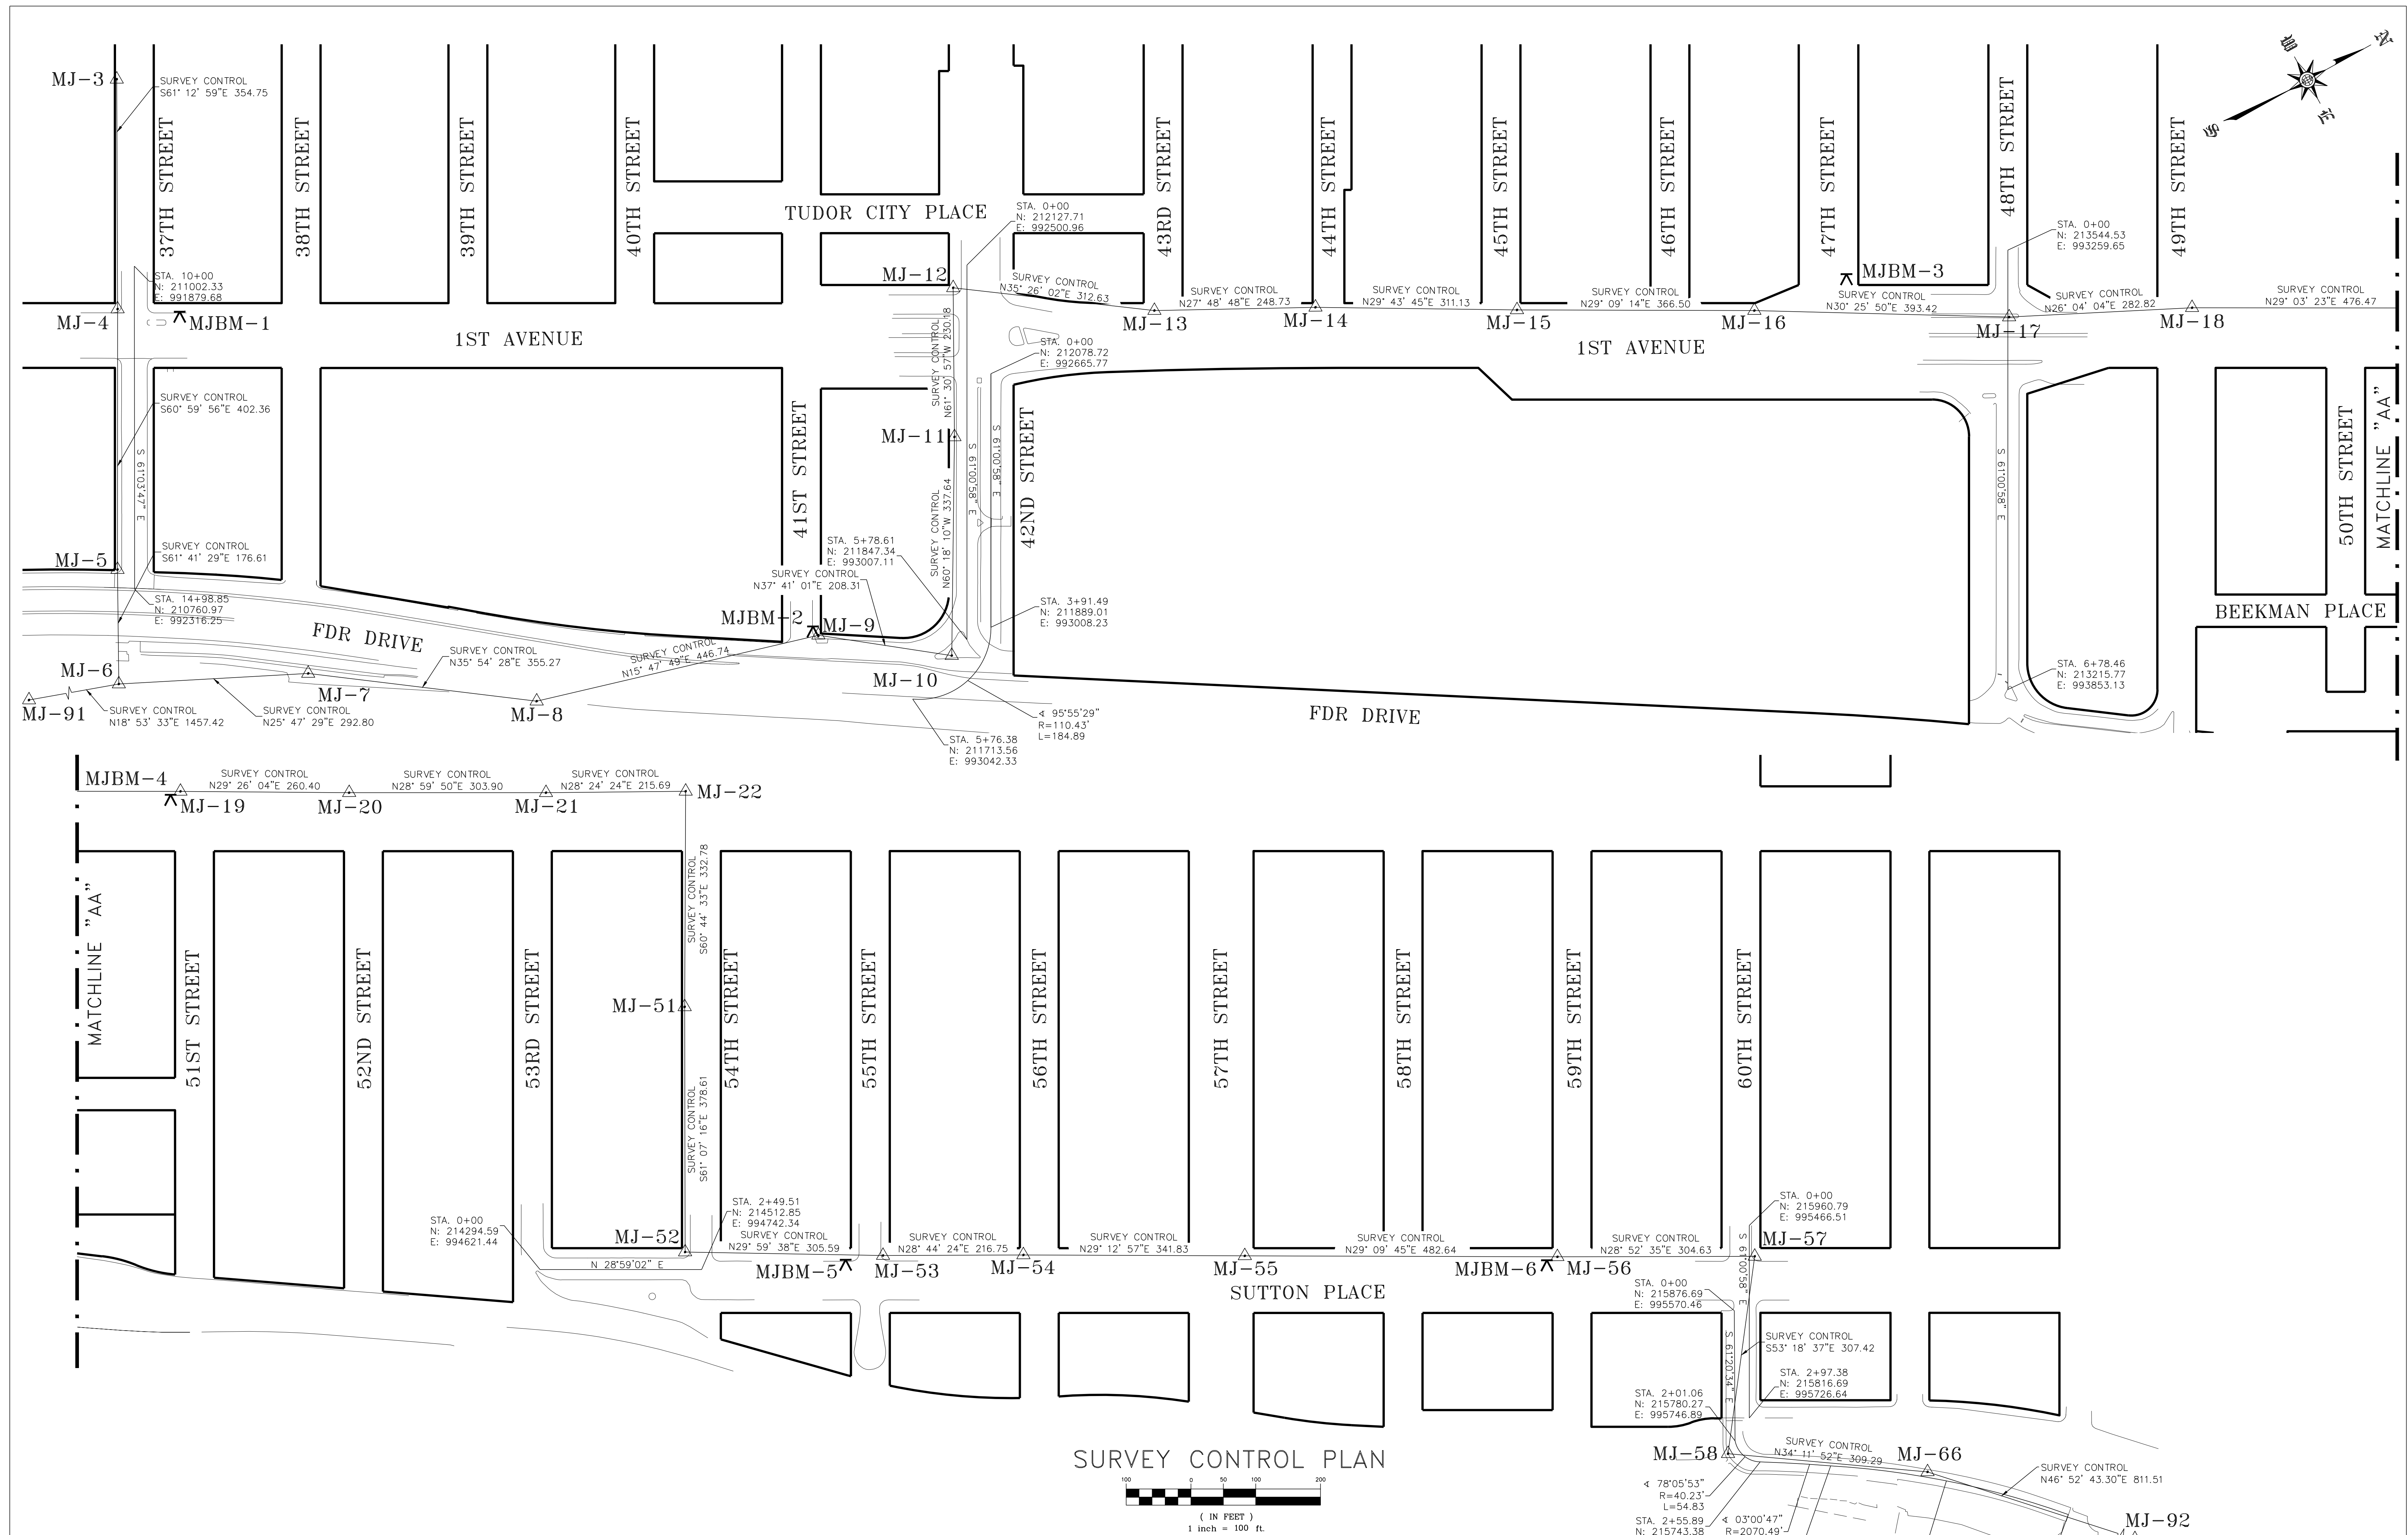 MJ-3
SURVEY CONTROL
S61° 12' 59"E 354.75
37TH STREET
38TH STREET
39TH STREET
40TH STREET
TUDOR CITY PLACE
43RD STREET
44TH STREET
45TH STREET
46TH STREET
47TH STREET
48TH STREET
49TH STREET
N
E
S
STA. 0+00
N: 212127.71
E: 992500.96
STA. 0+00
N: 213544.53
E: 993259.65
STA. 10+00
N: 211002.33
E: 991879.68
MJ-4
MJBM-1
1ST AVENUE
MJ-12
SURVEY CONTROL
N35° 26' 02"E 312.63
MJ-13
SURVEY CONTROL
N27° 48' 48"E 248.73
MJ-14
SURVEY CONTROL
N29° 43' 45"E 311.13
MJ-15
SURVEY CONTROL
N29° 09' 14"E 366.50
MJ-16
MJBM-3
SURVEY CONTROL
N30° 25' 50"E 393.42
MJ-17
SURVEY CONTROL
N26° 04' 04"E 282.82
MJ-18
SURVEY CONTROL
N29° 03' 23"E 476.47
1ST AVENUE
SURVEY CONTROL
N61° 30' 57"W 230.18
STA. 0+00
N: 212078.72
E: 992665.77
SURVEY CONTROL
S60° 59' 56"E 402.36
S 61°03'47" E
41ST STREET
MJ-11
S 61°00'58" E
S 61°00'58" E
42ND STREET
S 61°00'58" E
50TH STREET
MATCHLINE "AA"
SURVEY CONTROL
N60° 18' 10"W 337.64
MJ-5
SURVEY CONTROL
S61° 41' 29"E 176.61
STA. 14+98.85
N: 210760.97
E: 992316.25
STA. 5+78.61
N: 211847.34
E: 993007.11
SURVEY CONTROL
N37° 41' 01"E 208.31
MJBM-2
MJ-9
STA. 3+91.49
N: 211889.01
E: 993008.23
BEEKMAN PLACE
FDR DRIVE
SURVEY CONTROL
N35° 54' 28"E 355.27
SURVEY CONTROL
N15° 47' 49"E 446.74
MJ-6
MJ-7
MJ-8
MJ-10
STA. 6+78.46
N: 213215.77
E: 993853.13
MJ-91
SURVEY CONTROL
N18° 53' 33"E 1457.42
SURVEY CONTROL
N25° 47' 29"E 292.80
∢ 95°55'29"
R=110.43'
L=184.89
STA. 5+76.38
N: 211713.56
E: 993042.33
FDR DRIVE
MJBM-4
MJ-19
SURVEY CONTROL
N29° 26' 04"E 260.40
MJ-20
SURVEY CONTROL
N28° 59' 50"E 303.90
MJ-21
SURVEY CONTROL
N28° 24' 24"E 215.69
MJ-22
SURVEY CONTROL
S60° 44' 33"E 332.78
MATCHLINE "AA"
51ST STREET
52ND STREET
53RD STREET
MJ-51
54TH STREET
55TH STREET
56TH STREET
57TH STREET
58TH STREET
59TH STREET
60TH STREET
SURVEY CONTROL
S61° 07' 16"E 378.61
STA. 0+00
N: 214294.59
E: 994621.44
MJ-52
STA. 2+49.51
N: 214512.85
E: 994742.34
SURVEY CONTROL
N29° 59' 38"E 305.59
N 28°59'02" E
MJBM-5
MJ-53
SURVEY CONTROL
N28° 44' 24"E 216.75
MJ-54
SURVEY CONTROL
N29° 12' 57"E 341.83
MJ-55
SURVEY CONTROL
N29° 09' 45"E 482.64
MJBM-6
MJ-56
SURVEY CONTROL
N28° 52' 35"E 304.63
STA. 0+00
N: 215960.79
E: 995466.51
MJ-57
SUTTON PLACE
S 61°00'58" E
STA. 0+00
N: 215876.69
E: 995570.46
S 61°20'34" E
SURVEY CONTROL
S53° 18' 37"E 307.42
STA. 2+97.38
N: 215816.69
E: 995726.64
STA. 2+01.06
N: 215780.27
E: 995746.89
MJ-58
SURVEY CONTROL
N34° 11' 52"E 309.29
MJ-66
SURVEY CONTROL
N46° 52' 43.30"E 811.51
∢ 78°05'53"
R=40.23'
L=54.83
STA. 2+55.89
N: 215743.38
∢ 03°00'47"
R=2070.49'
MJ-92
SURVEY CONTROL PLAN
100 0 50 100 200
( IN FEET )
1 inch = 100 ft.